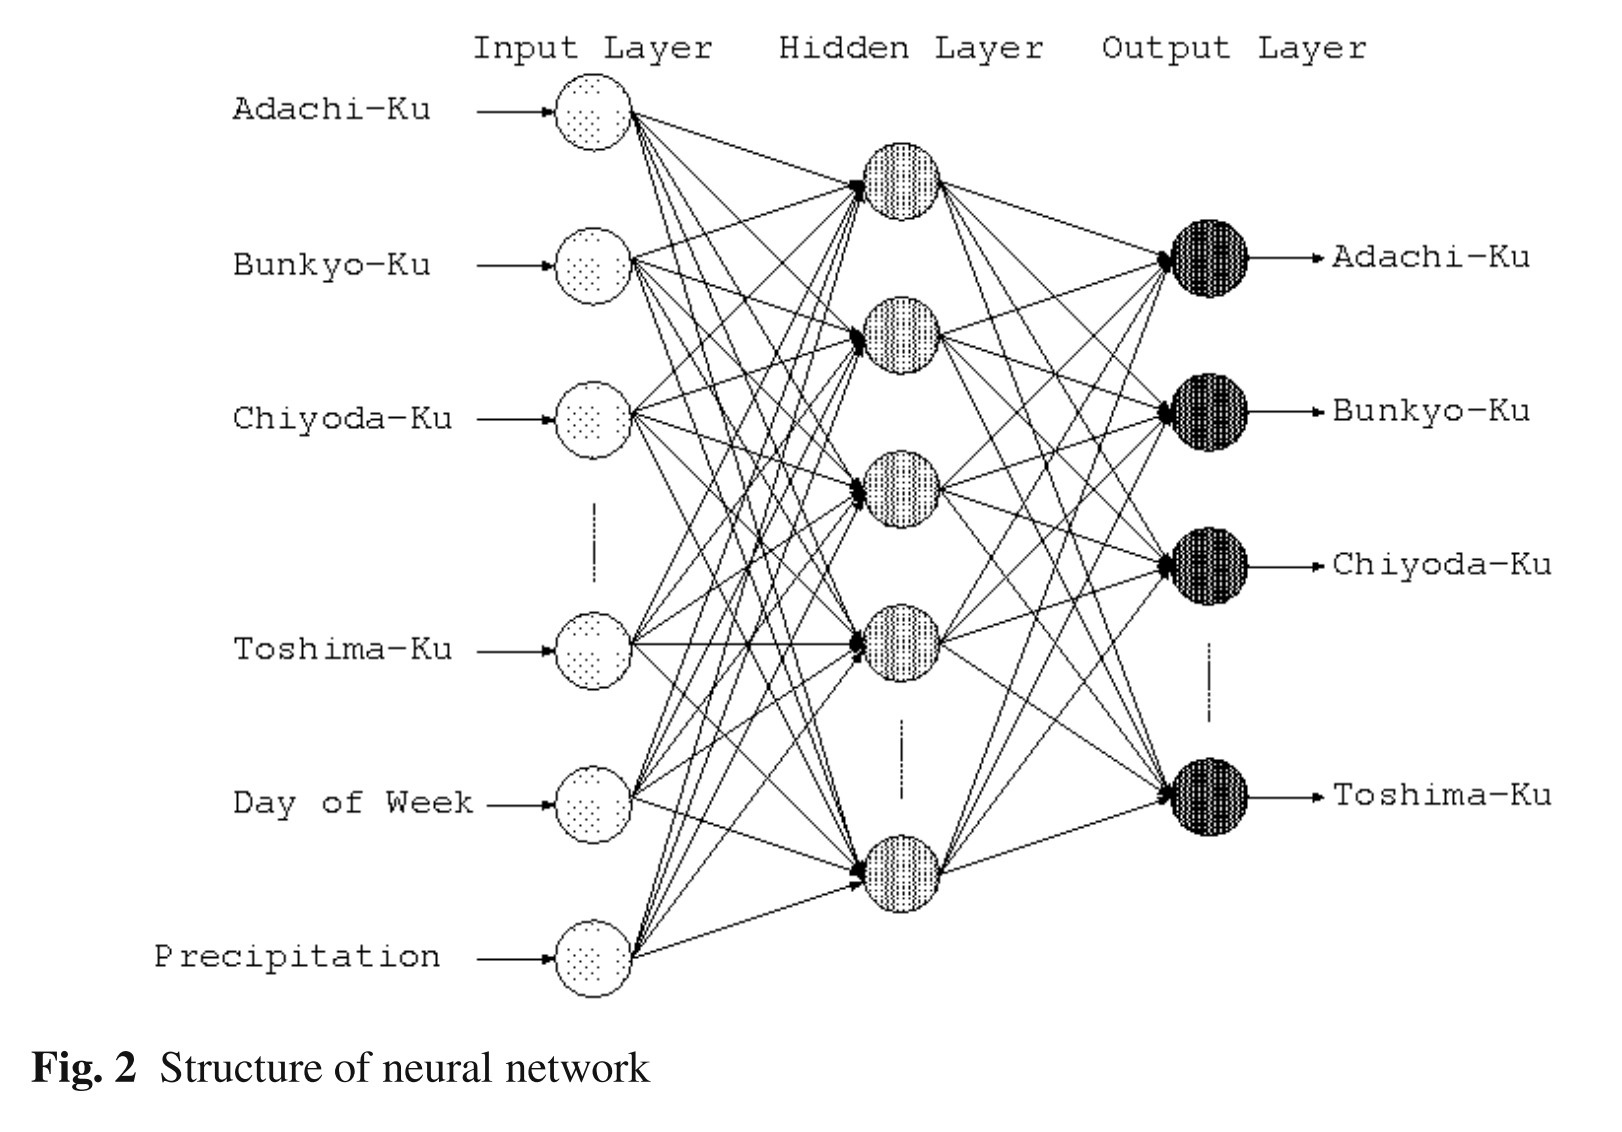 Input Layer Hidden Layer Output Layer
Adachi-Ku
Bunkyo-Ku
Chiyoda-Ku
Toshima-Ku
Day of Week
Precipitation
Adachi-Ku
Bunkyo-Ku
Chiyoda-Ku
Toshima-Ku
Fig. 2 Structure of neural network